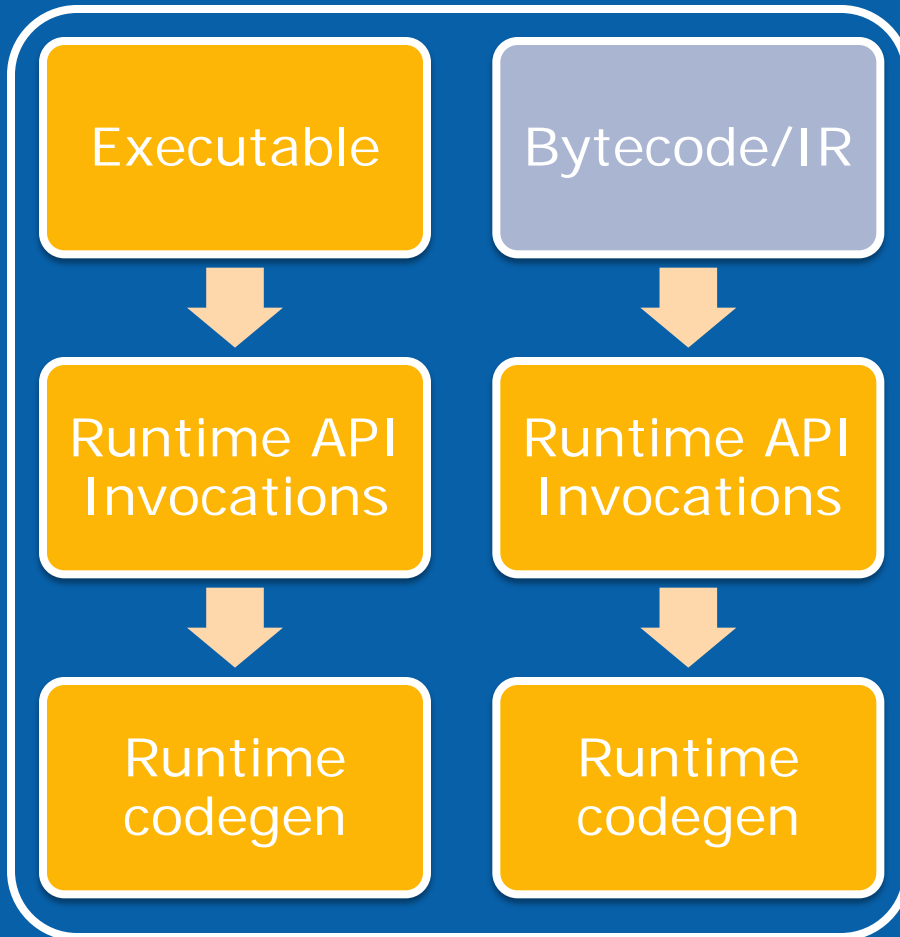 Executable
Bytecode/IR
Runtime API
Invocations
Runtime API
Invocations
Runtime
codegen
Runtime
codegen